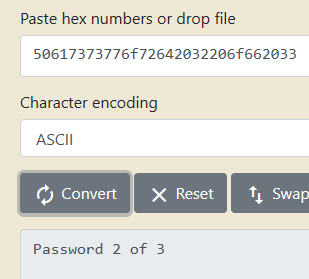 Paste hex numbers or drop file
50617373776f72642032206f662033
Character encoding
ASCII
Convert Reset Swap
Password 2 of 3